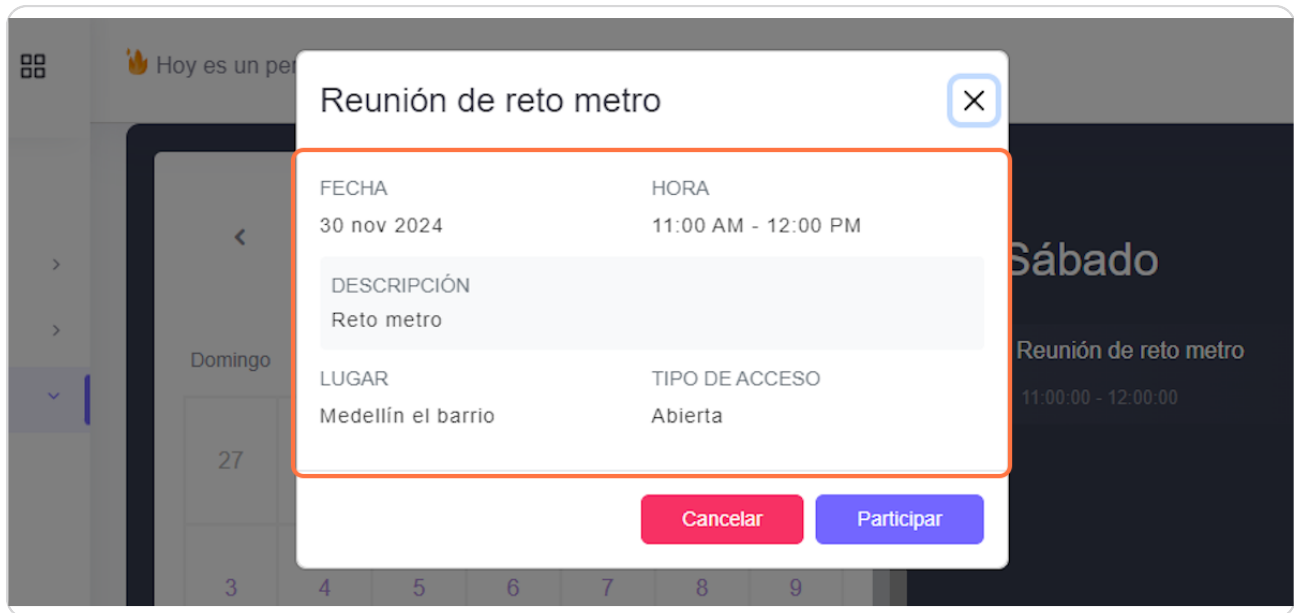 Hoy es un per
Reunión de reto metro
FECHA
HORA
30 nov 2024
11:00 AM - 12:00 PM
DESCRIPCIÓN
Reto metro
LUGAR
TIPO DE ACCESO
Medellín el barrio
Abierta
Cancelar
Participar
Sábado
Reunión de reto metro
11:00:00 - 12:00:00
Domingo
27
3 4 5 6 7 8 9